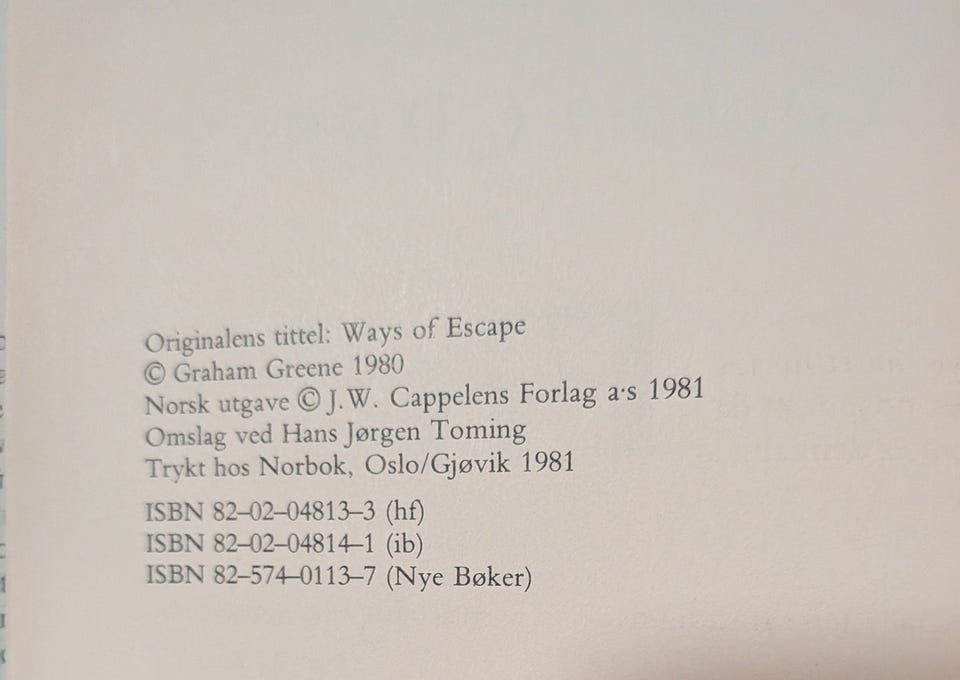 Originalens tittel: Ways of Escape
© Graham Greene 1980
Norsk utgave © J.W. Cappelens Forlag a·s 1981
Omslag ved Hans Jørgen Toming
Trykt hos Norbok, Oslo/Gjøvik 1981
ISBN 82–02–04813–3 (hf)
ISBN 82–02–04814–1 (ib)
ISBN 82–574–0113–7 (Nye Bøker)